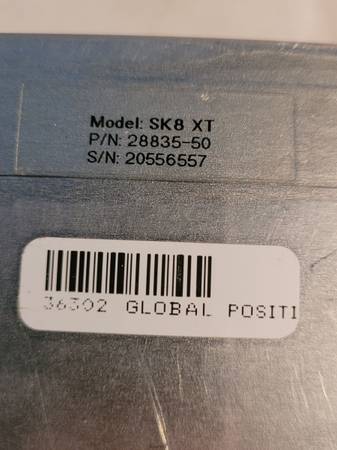 Model: SK8 XT
P/N: 28835-50
S/N: 20556557
36302 GLOBAL POSITI